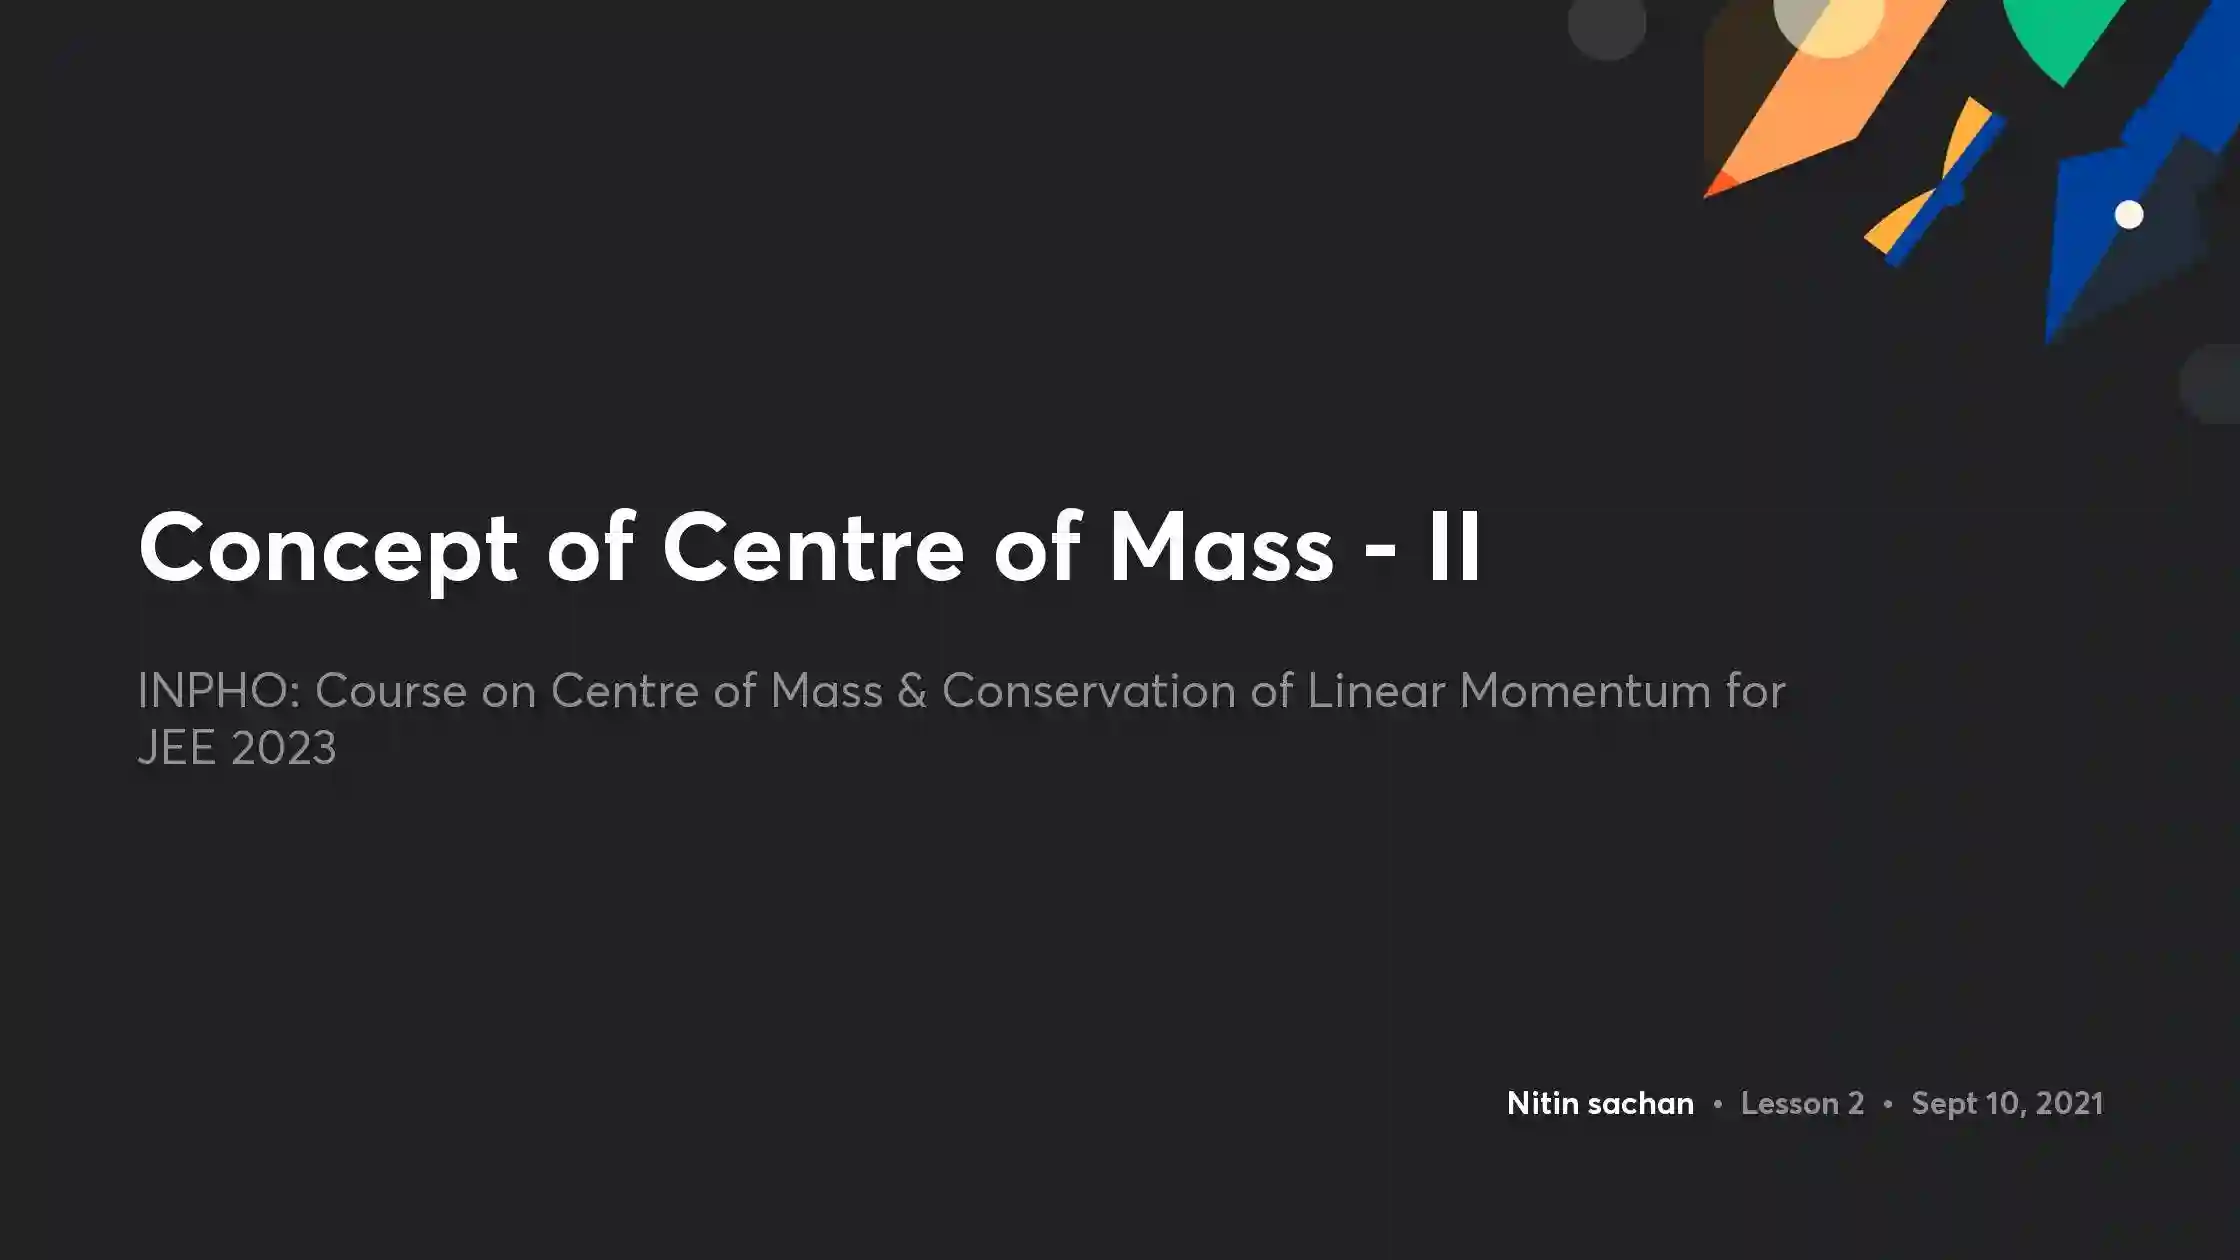 Concept of Centre of Mass - II
INPHO: Course on Centre of Mass & Conservation of Linear Momentum for
JEE 2023
Nitin sachan • Lesson 2 • Sept 10, 2021